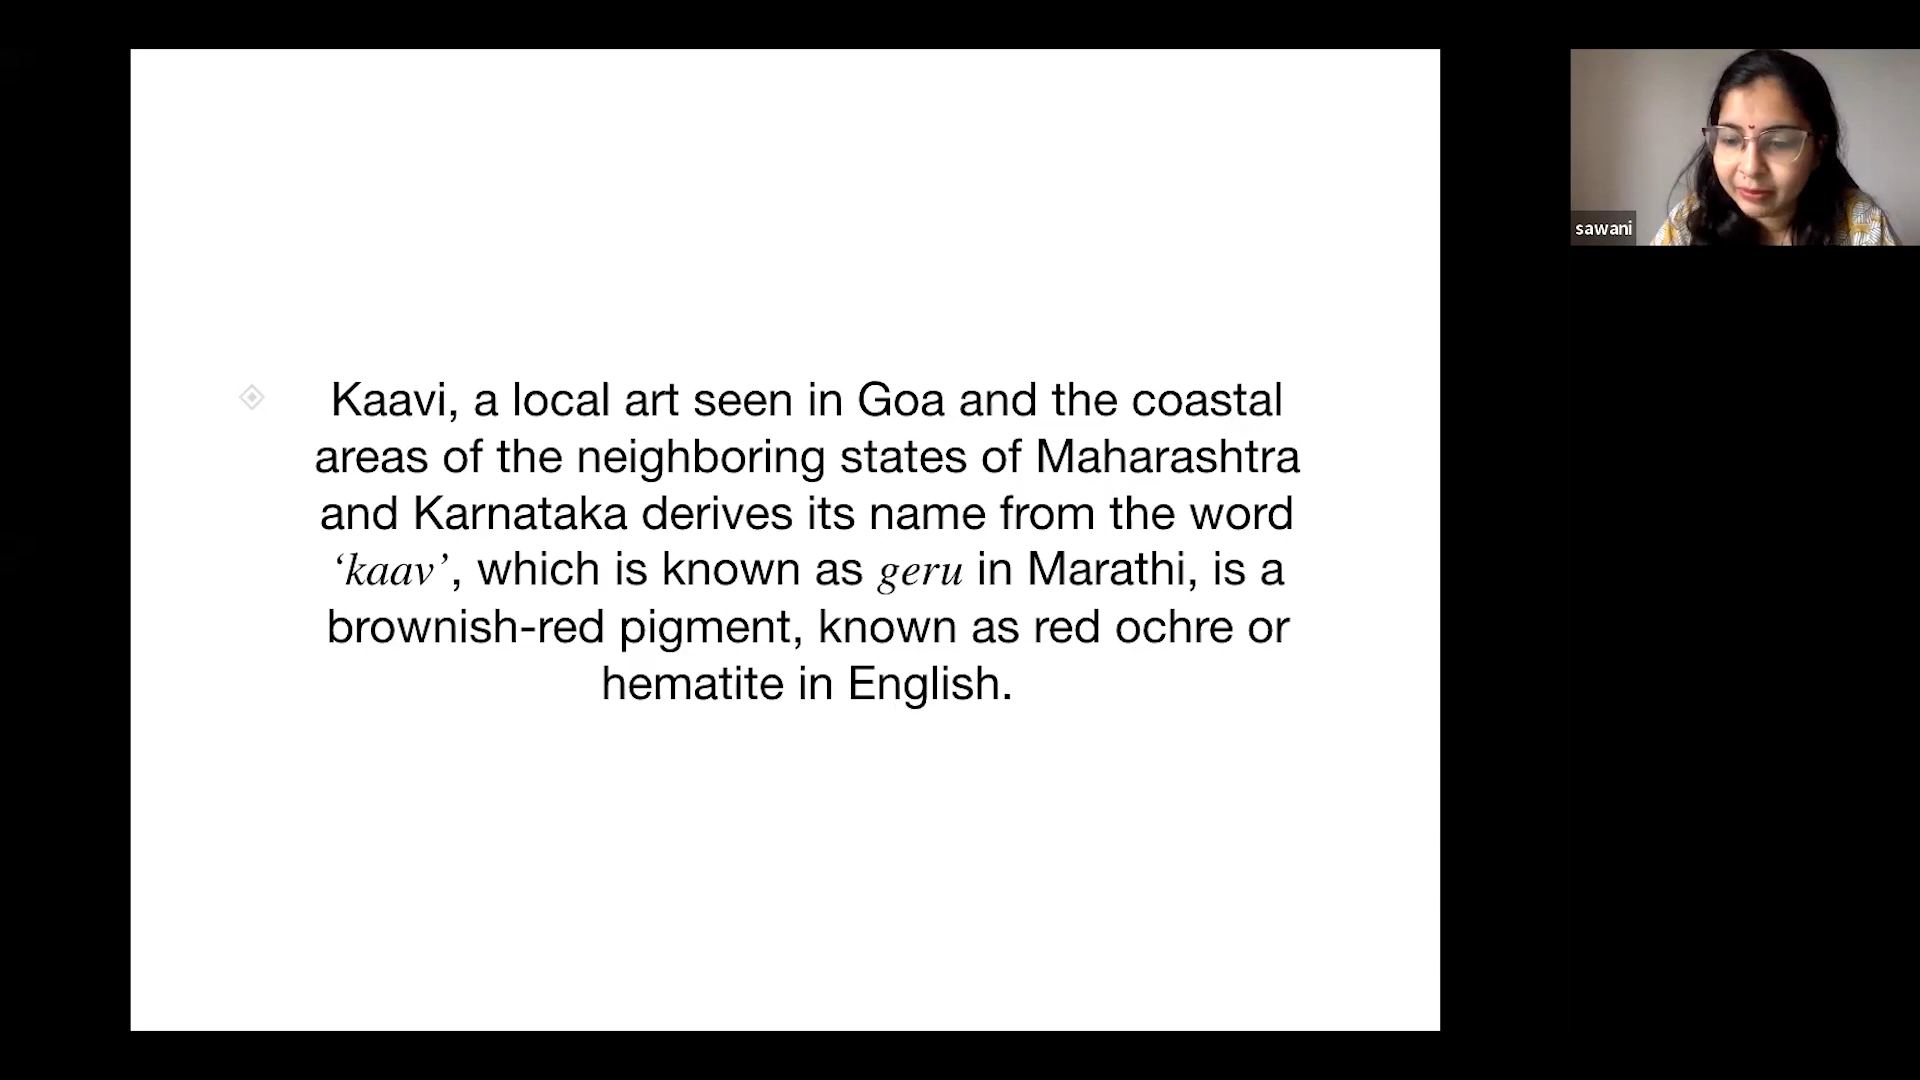 Kaavi, a local art seen in Goa and the coastal
areas of the neighboring states of Maharashtra
and Karnataka derives its name from the word
‘kaav’, which is known as geru in Marathi, is a
brownish-red pigment, known as red ochre or
hematite in English.
sawani